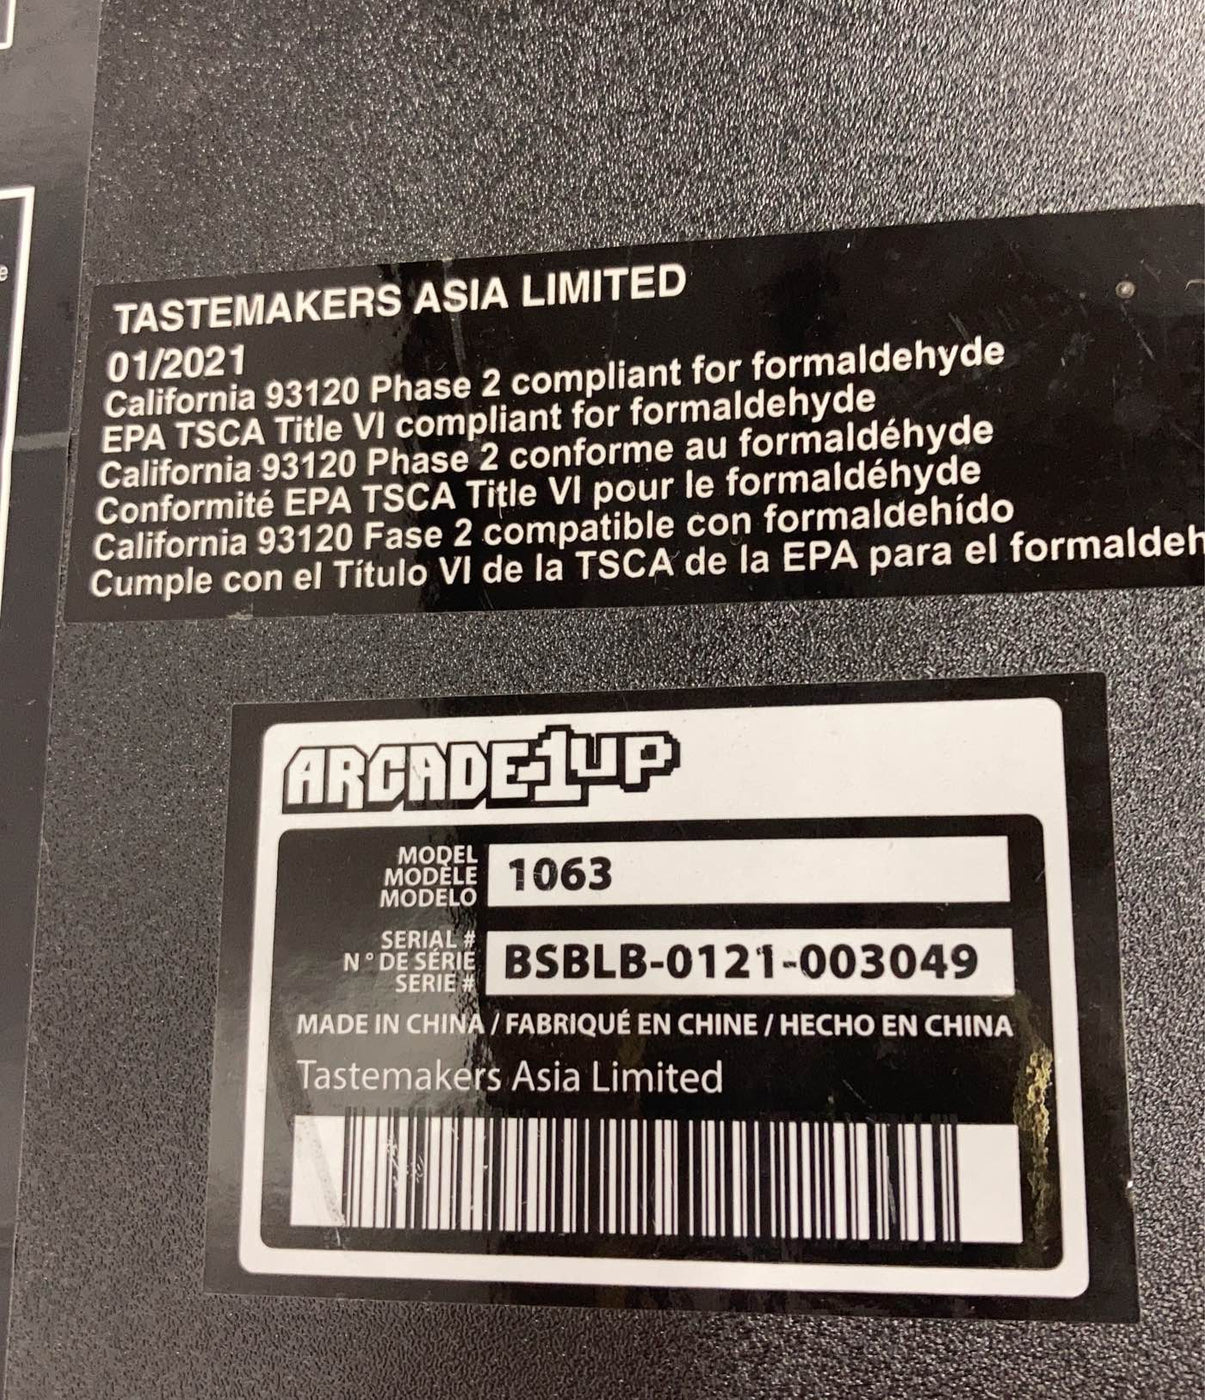 TASTEMAKERS ASIA LIMITED
01/2021
California 93120 Phase 2 compliant for formaldehyde
EPA TSCA Title VI compliant for formaldehyde
California 93120 Phase 2 conforme au formaldéhyde
Conformité EPA TSCA Title VI pour le formaldéhyde
California 93120 Fase 2 compatible con formaldehído
Cumple con el Título VI de la TSCA de la EPA para el formaldeh
ARCADE1UP
MODEL
MODÈLE
MODELO
1063
SERIAL #
N° DE SÉRIE
SERIE #
BSBLB-0121-003049
MADE IN CHINA / FABRIQUÉ EN CHINE / HECHO EN CHINA
Tastemakers Asia Limited